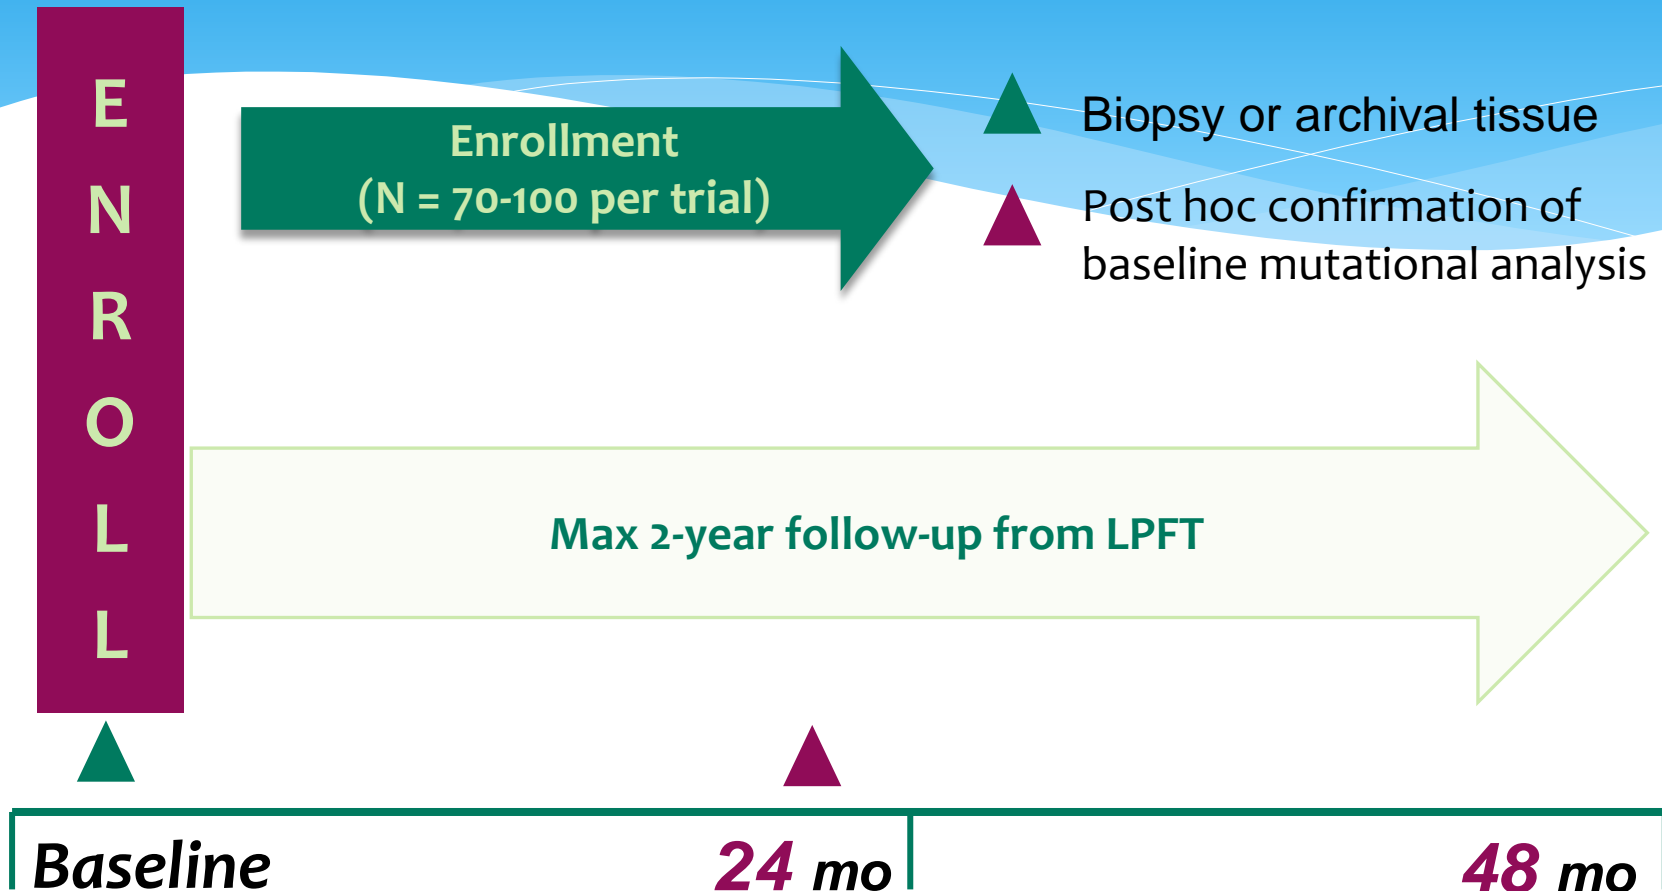 E
N
R
O
L
L
Enrollment
(N = 70-100 per trial)
Biopsy or archival tissue
Post hoc confirmation of
baseline mutational analysis
Max 2-year follow-up from LPFT
Baseline
24 mo
48 mo